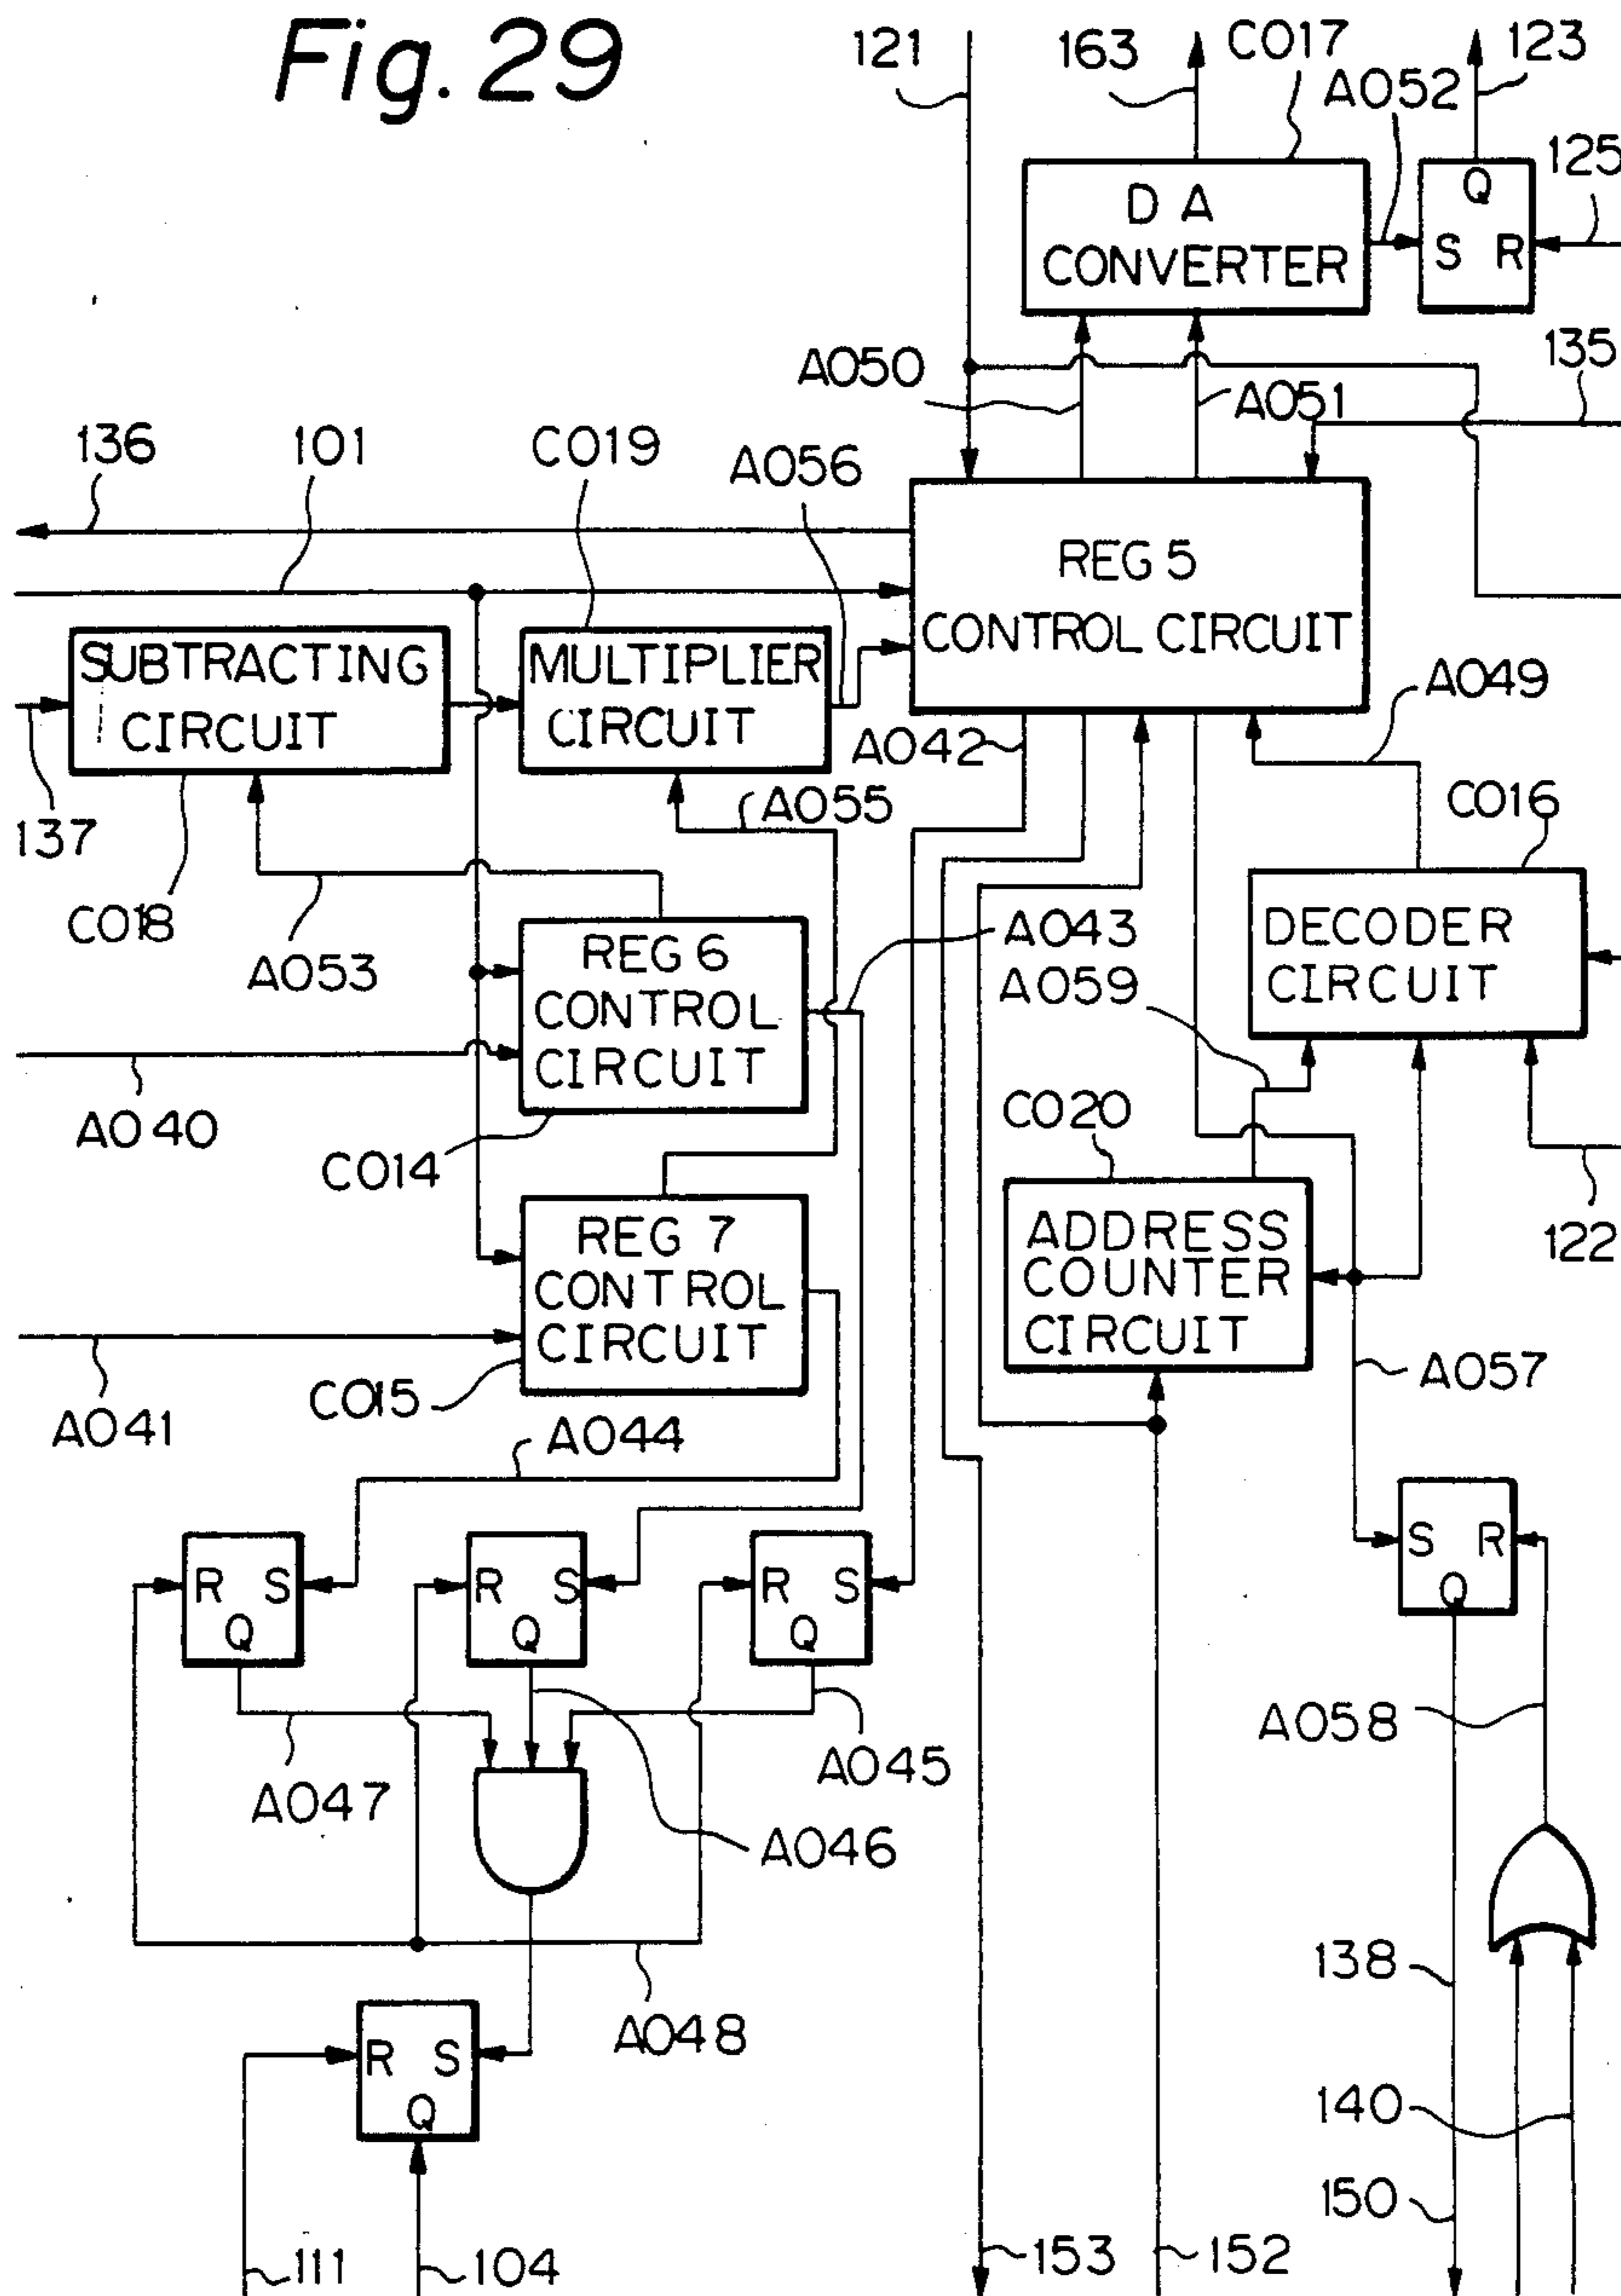 Fig. 29
121
163
C017
A052
123
125
D A
CONVERTER
Q
S R
A050
A051
135
136
101
C019
A056
REG 5
CONTROL CIRCUIT
SUBTRACTING
CIRCUIT
MULTIPLIER
CIRCUIT
A042
A049
137
A055
C016
C018
A053
REG 6
CONTROL
CIRCUIT
A043
A059
DECODER
CIRCUIT
A040
C014
C020
122
REG 7
CONTROL
CIRCUIT
ADDRESS
COUNTER
CIRCUIT
A041
C015
A057
A044
R S
Q
R S
Q
R S
Q
S R
Q
A047
A046
A045
A058
138
A048
R S
Q
140
150
111
104
153
152